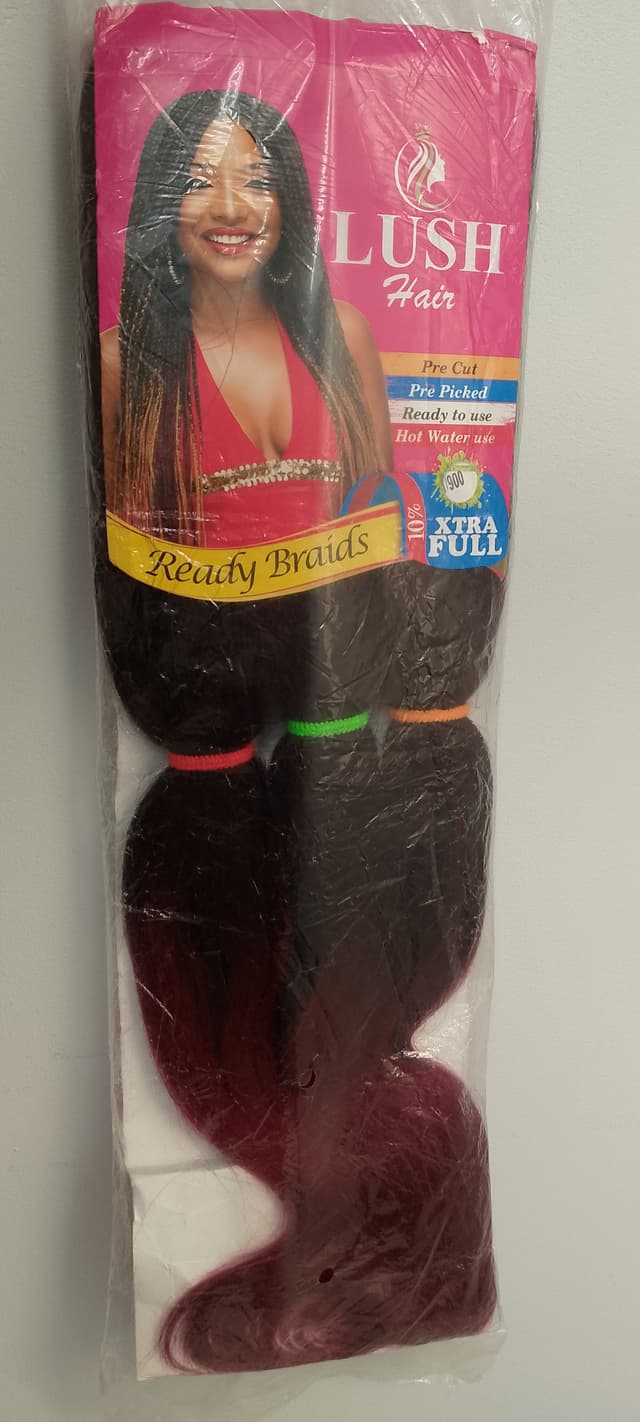 LUSH®
Hair
Pre Cut
Pre Picked
Ready to use
Hot Water use
900
10%
XTRA
FULL
Ready Braids